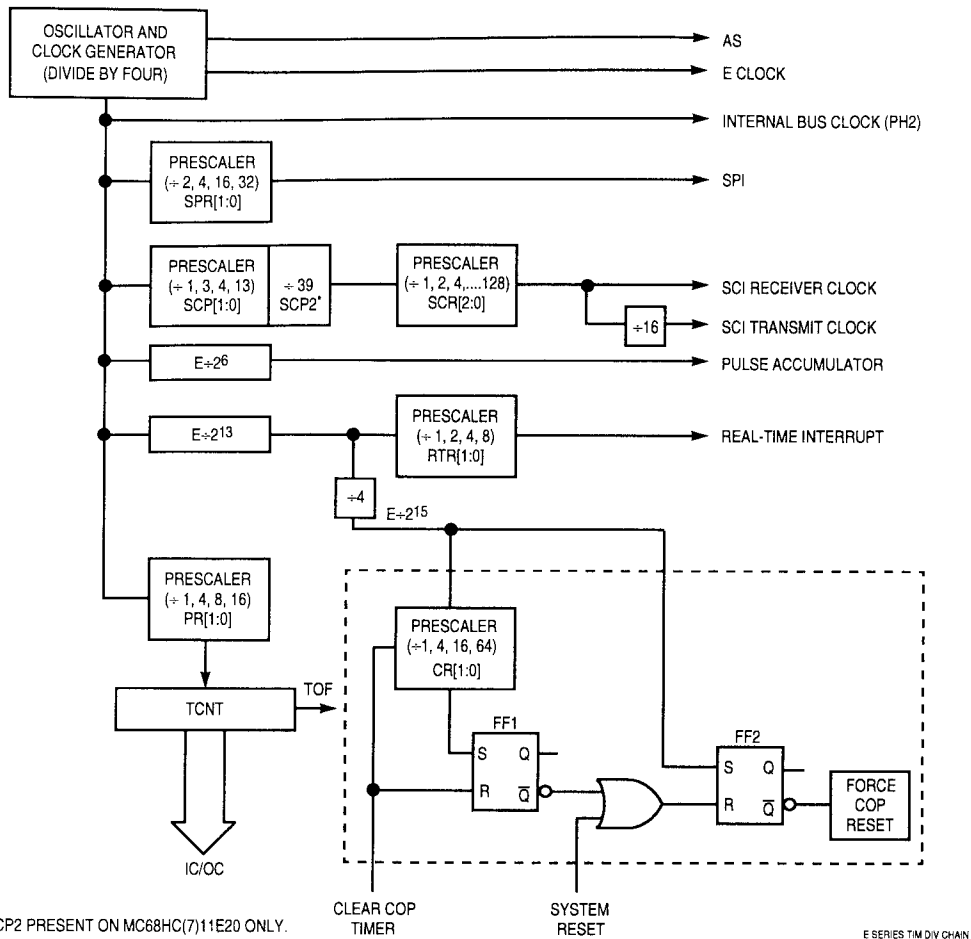 OSCILLATOR AND
CLOCK GENERATOR
(DIVIDE BY FOUR)
AS
E CLOCK
INTERNAL BUS CLOCK (PH2)
PRESCALER
(÷ 2, 4, 16, 32)
SPR[1:0]
SPI
PRESCALER
(÷ 1, 3, 4, 13)
SCP[1:0]
÷ 39
SCP2*
PRESCALER
(÷ 1, 2, 4,....128)
SCR[2:0]
SCI RECEIVER CLOCK
÷16
SCI TRANSMIT CLOCK
E÷2⁶
PULSE ACCUMULATOR
E÷2¹³
PRESCALER
(÷ 1, 2, 4, 8)
RTR[1:0]
REAL-TIME INTERRUPT
÷4
E÷2¹⁵
PRESCALER
(÷ 1, 4, 8, 16)
PR[1:0]
PRESCALER
(÷1, 4, 16, 64)
CR[1:0]
TCNT
TOF
FF1
S Q
R Q̅
FF2
S Q
R Q̅
FORCE
COP
RESET
IC/OC
CLEAR COP
TIMER
SYSTEM
RESET
CP2 PRESENT ON MC68HC(7)11E20 ONLY.
E SERIES TIM DIV CHAIN